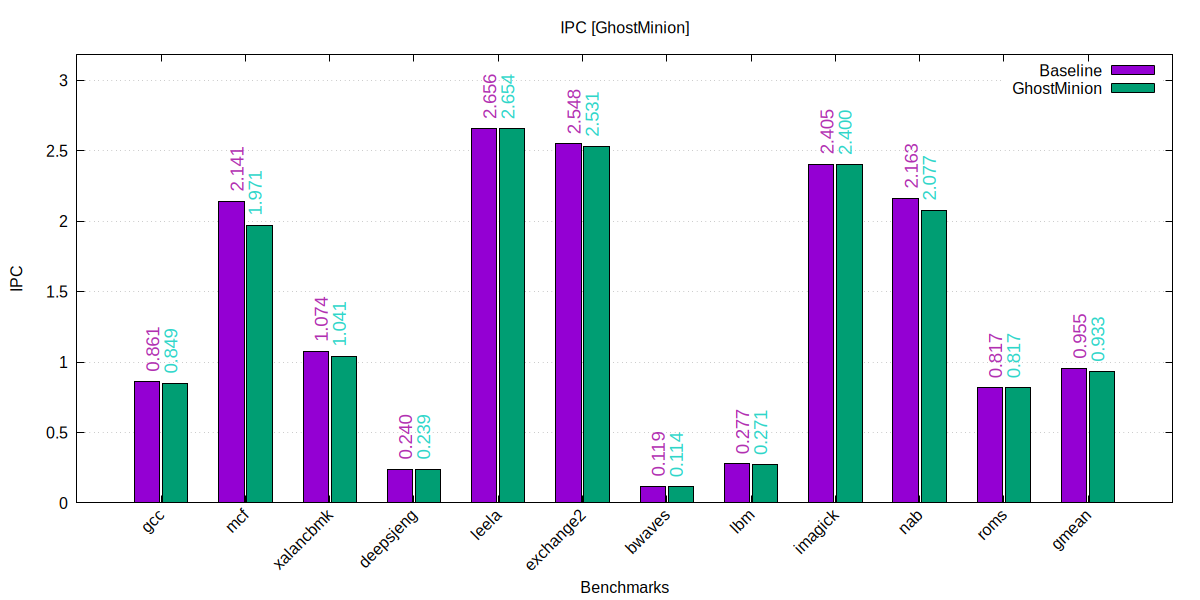 IPC [GhostMinion]
Baseline
GhostMinion
IPC
3
2.5
2
1.5
1
0.5
0
0.861
0.849
2.141
1.971
1.074
1.041
0.240
0.239
2.656
2.654
2.548
2.531
0.119
0.114
0.277
0.271
2.405
2.400
2.163
2.077
0.817
0.817
0.955
0.933
gcc
mcf
xalancbmk
deepsjeng
leela
exchange2
bwaves
lbm
imagick
nab
roms
gmean
Benchmarks